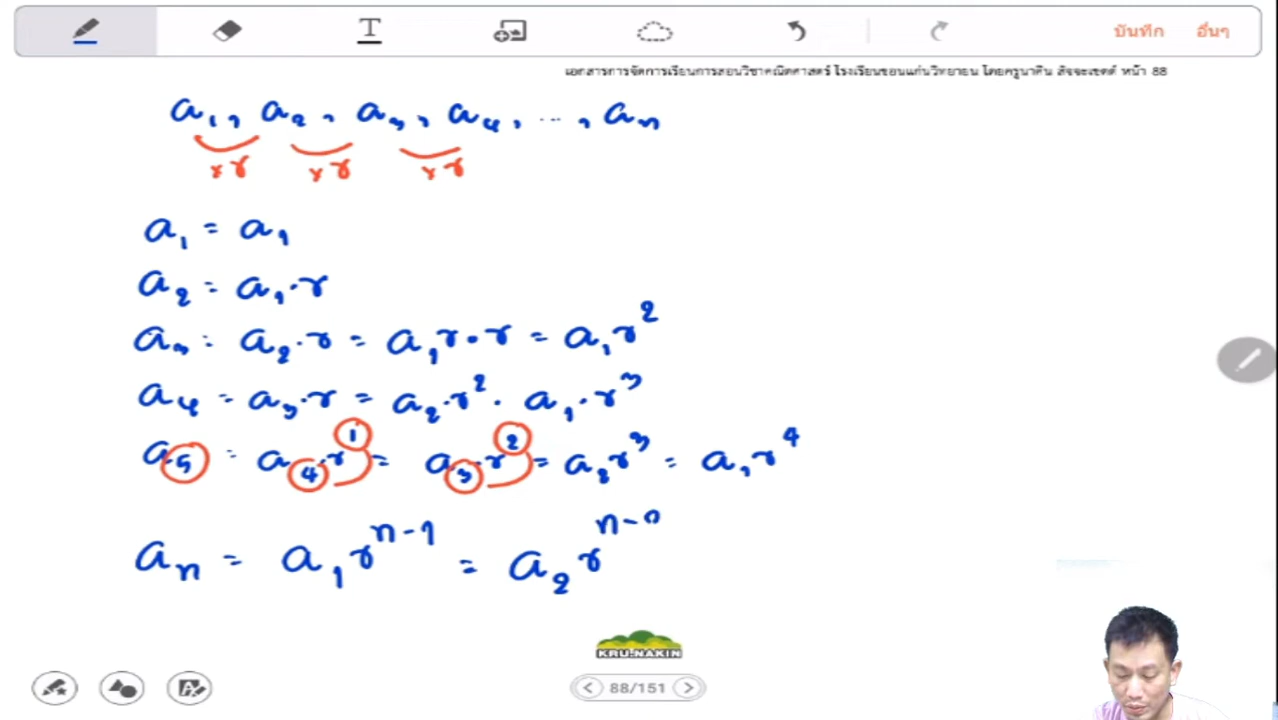 T
บันทึก อื่นๆ
เอกสารการจัดการเรียนการสอนวิชาคณิตศาสตร์ โรงเรียนขอนแก่นวิทยายน โดยครูนาคิน สัจจะเขตต์ หน้า 88
a₁, a₂, a₃, a₄, ..., aₙ
×r ×r ×r
a₁ = a₁
a₂ = a₁·r
a₃ = a₂·r = a₁r·r = a₁r²
a₄ = a₃·r = a₂·r² = a₁·r³
a₅ = a₄·r¹ = a₃·r² = a₂r³ = a₁r⁴
aₙ = a₁rⁿ⁻¹ = a₂rⁿ⁻
KRU.NAKIN
88/151